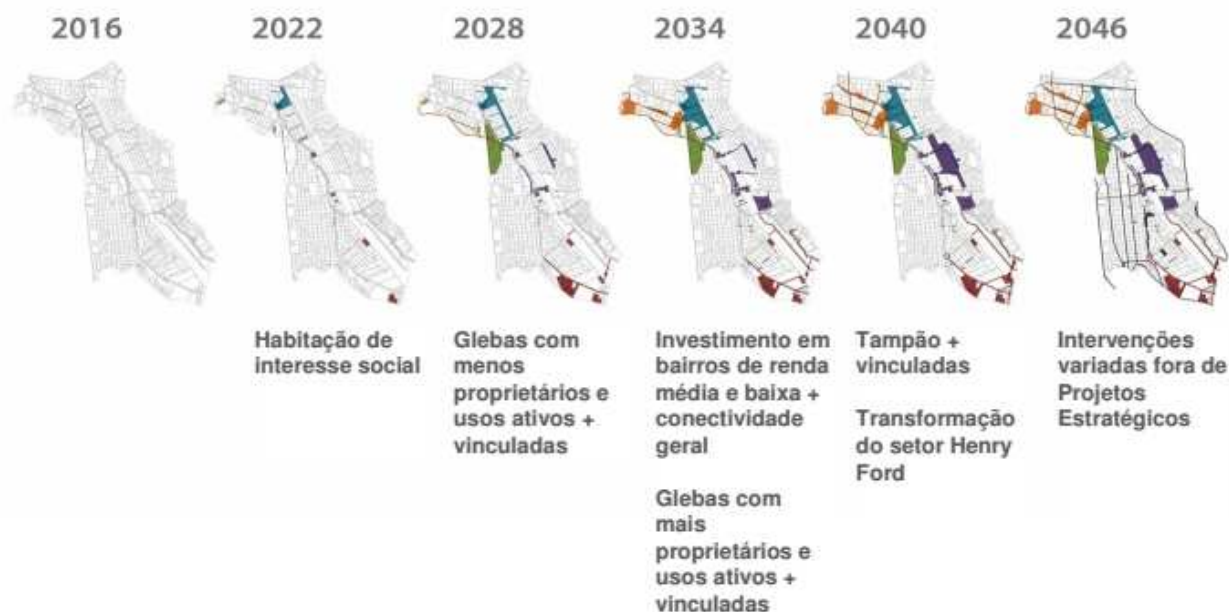 2016
2022
2028
2034
2040
2046
Habitação de
interesse social
Glebas com
menos
proprietários e
usos ativos +
vinculadas
Investimento em
bairros de renda
média e baixa +
conectividade
geral
Glebas com
mais
proprietários e
usos ativos +
vinculadas
Tampão +
vinculadas
Transformação
do setor Henry
Ford
Intervenções
variadas fora de
Projetos
Estratégicos